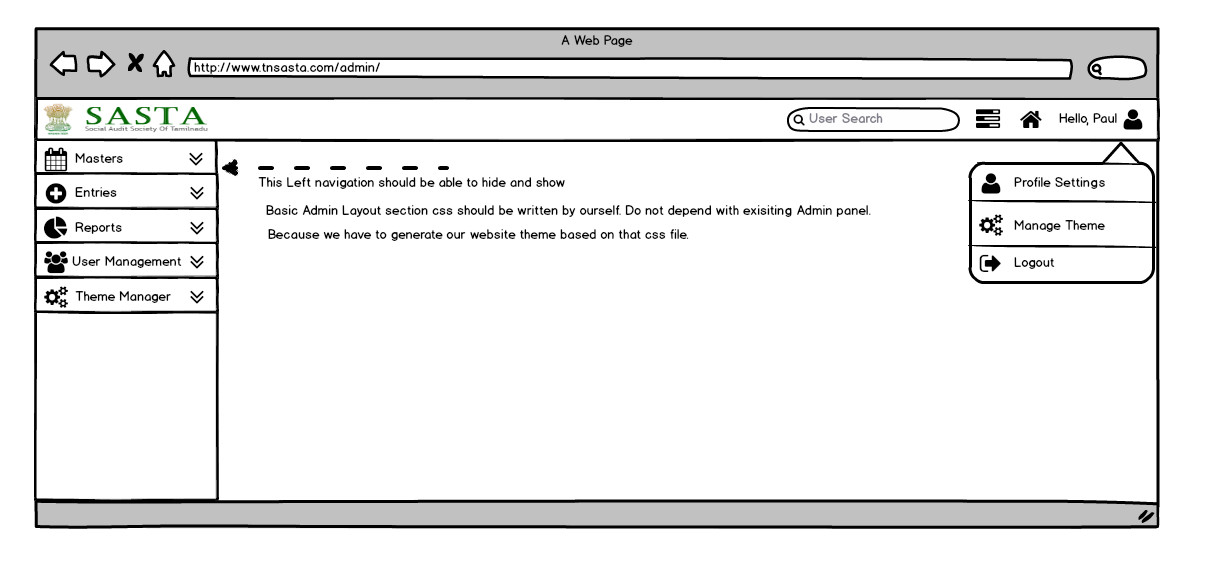 A Web Page
http://www.tnsasta.com/admin/
SASTA
Social Audit Society Of Tamilnadu
User Search
Hello, Paul
Masters
Entries
Reports
User Management
Theme Manager
This Left navigation should be able to hide and show
Basic Admin Layout section css should be written by ourself. Do not depend with exisiting Admin panel.
Because we have to generate our website theme based on that css file.
Profile Settings
Manage Theme
Logout